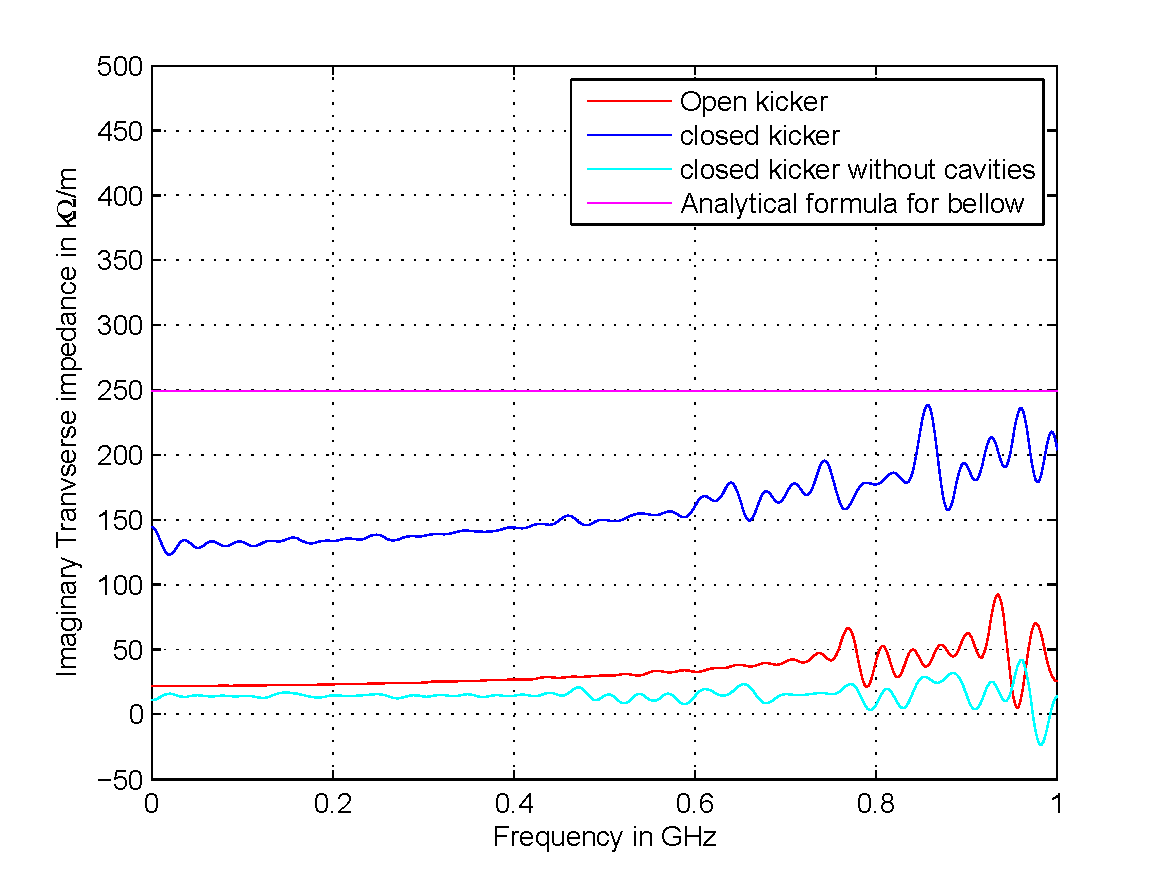 500
450
400
350
300
250
200
150
100
50
0
−50
Imaginary Tranvserse impedance in kΩ/m
Open kicker
closed kicker
closed kicker without cavities
Analytical formula for bellow
0 0.2 0.4 0.6 0.8 1
Frequency in GHz